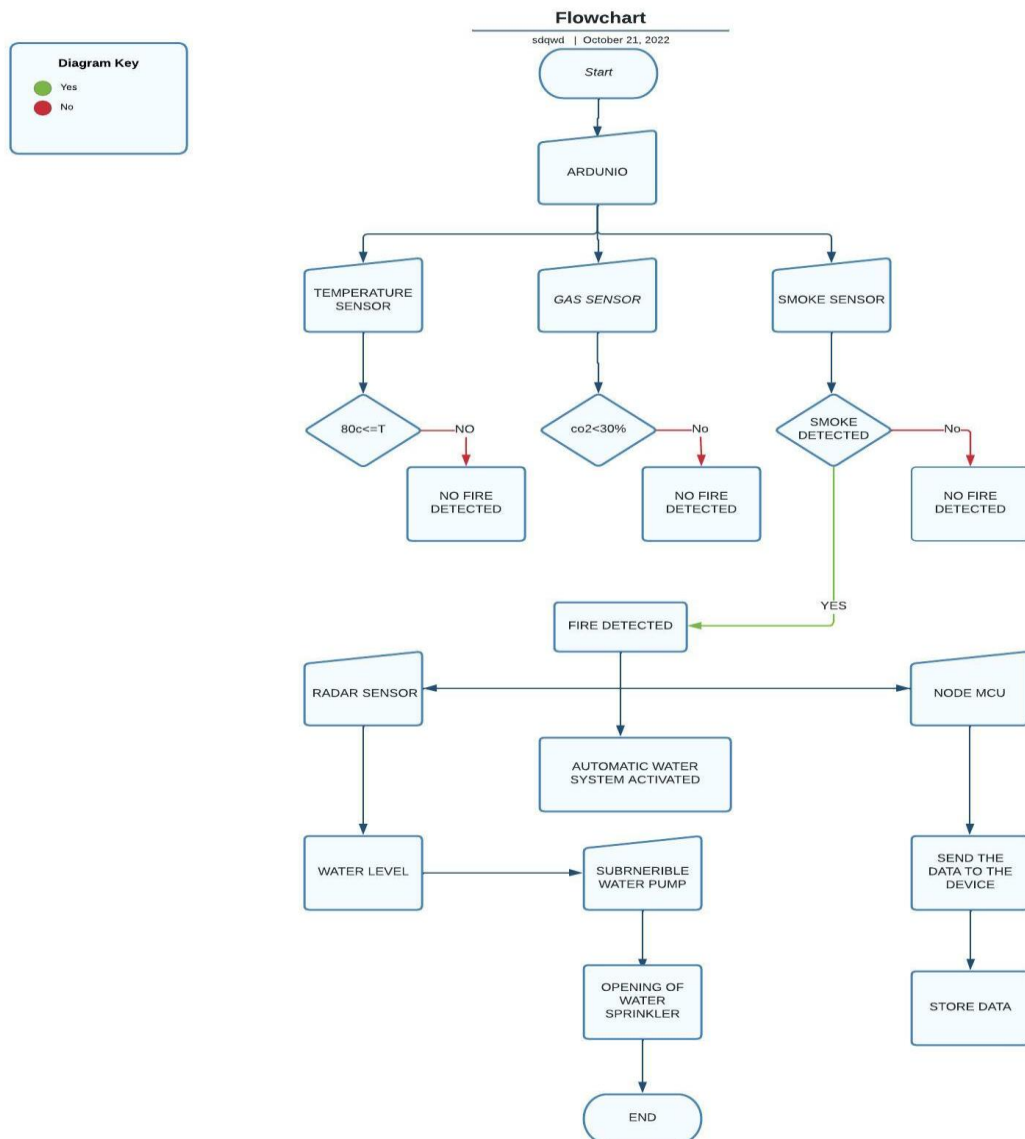 Flowchart
sdqwd | October 21, 2022
Diagram Key
Yes
No
Start
ARDUNIO
TEMPERATURE
SENSOR
GAS SENSOR
SMOKE SENSOR
80c<=T
NO
co2<30%
No
SMOKE
DETECTED
No
NO FIRE
DETECTED
NO FIRE
DETECTED
NO FIRE
DETECTED
YES
FIRE DETECTED
RADAR SENSOR
NODE MCU
AUTOMATIC WATER
SYSTEM ACTIVATED
WATER LEVEL
SUBRNERIBLE
WATER PUMP
SEND THE
DATA TO THE
DEVICE
OPENING OF
WATER
SPRINKLER
STORE DATA
END